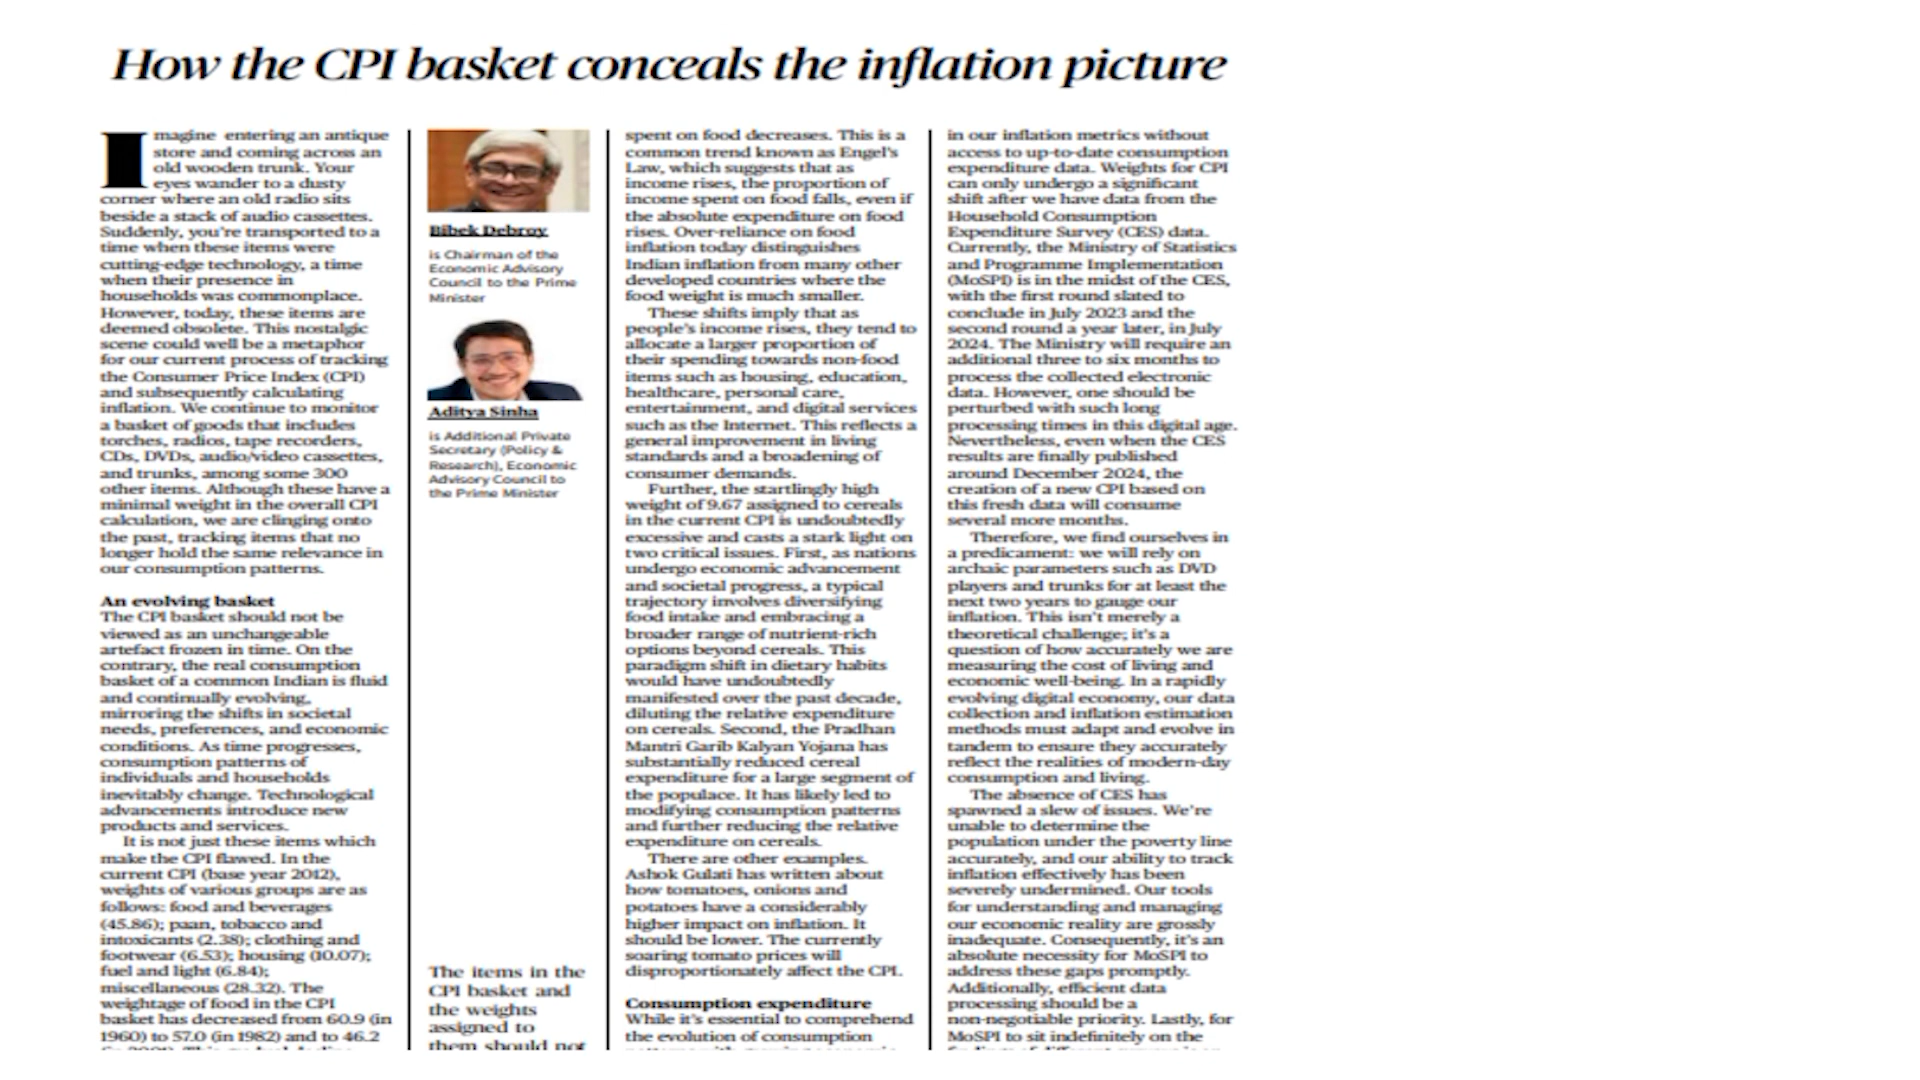 How the CPI basket conceals the inflation picture
Imagine entering an antique
store and coming across an
old wooden trunk. Your
eyes wander to a dusty
corner where an old radio sits
beside a stack of audio cassettes.
Suddenly, you're transported to a
time when these items were
cutting-edge technology, a time
when their presence in
households was commonplace.
However, today, these items are
deemed obsolete. This nostalgic
scene could well be a metaphor
for our current process of tracking
the Consumer Price Index (CPI)
and subsequently calculating
inflation. We continue to monitor
a basket of goods that includes
torches, radios, tape recorders,
CDs, DVDs, audio/video cassettes,
and trunks, among some 300
other items. Although these have a
minimal weight in the overall CPI
calculation, we are clinging onto
the past, tracking items that no
longer hold the same relevance in
our consumption patterns.
An evolving basket
The CPI basket should not be
viewed as an unchangeable
artefact frozen in time. On the
contrary, the real consumption
basket of a common Indian is fluid
and continually evolving,
mirroring the shifts in societal
needs, preferences, and economic
conditions. As time progresses,
consumption patterns of
individuals and households
inevitably change. Technological
advancements introduce new
products and services.
It is not just these items which
make the CPI flawed. In the
current CPI (base year 2012),
weights of various groups are as
follows: food and beverages
(45.86); paan, tobacco and
intoxicants (2.38); clothing and
footwear (6.53); housing (10.07);
fuel and light (6.84);
miscellaneous (28.32). The
weightage of food in the CPI
basket has decreased from 60.9 (in
1960) to 57.0 (in 1982) and to 46.2
Bibek Debroy
is Chairman of the
Economic Advisory
Council to the Prime
Minister
Aditya Sinha
is Additional Private
Secretary (Policy &
Research), Economic
Advisory Council to
the Prime Minister
The items in the
CPI basket and
the weights
assigned to
them should not
spent on food decreases. This is a
common trend known as Engel's
Law, which suggests that as
income rises, the proportion of
income spent on food falls, even if
the absolute expenditure on food
rises. Over-reliance on food
inflation today distinguishes
Indian inflation from many other
developed countries where the
food weight is much smaller.
These shifts imply that as
people's income rises, they tend to
allocate a larger proportion of
their spending towards non-food
items such as housing, education,
healthcare, personal care,
entertainment, and digital services
such as the Internet. This reflects a
general improvement in living
standards and a broadening of
consumer demands.
Further, the startlingly high
weight of 9.67 assigned to cereals
in the current CPI is undoubtedly
excessive and casts a stark light on
two critical issues. First, as nations
undergo economic advancement
and societal progress, a typical
trajectory involves diversifying
food intake and embracing a
broader range of nutrient-rich
options beyond cereals. This
paradigm shift in dietary habits
would have undoubtedly
manifested over the past decade,
diluting the relative expenditure
on cereals. Second, the Pradhan
Mantri Garib Kalyan Yojana has
substantially reduced cereal
expenditure for a large segment of
the populace. It has likely led to
modifying consumption patterns
and further reducing the relative
expenditure on cereals.
There are other examples.
Ashok Gulati has written about
how tomatoes, onions and
potatoes have a considerably
higher impact on inflation. It
should be lower. The currently
soaring tomato prices will
disproportionately affect the CPI.
Consumption expenditure
While it's essential to comprehend
the evolution of consumption
in our inflation metrics without
access to up-to-date consumption
expenditure data. Weights for CPI
can only undergo a significant
shift after we have data from the
Household Consumption
Expenditure Survey (CES) data.
Currently, the Ministry of Statistics
and Programme Implementation
(MoSPI) is in the midst of the CES,
with the first round slated to
conclude in July 2023 and the
second round a year later, in July
2024. The Ministry will require an
additional three to six months to
process the collected electronic
data. However, one should be
perturbed with such long
processing times in this digital age.
Nevertheless, even when the CES
results are finally published
around December 2024, the
creation of a new CPI based on
this fresh data will consume
several more months.
Therefore, we find ourselves in
a predicament: we will rely on
archaic parameters such as DVD
players and trunks for at least the
next two years to gauge our
inflation. This isn't merely a
theoretical challenge; it's a
question of how accurately we are
measuring the cost of living and
economic well-being. In a rapidly
evolving digital economy, our data
collection and inflation estimation
methods must adapt and evolve in
tandem to ensure they accurately
reflect the realities of modern-day
consumption and living.
The absence of CES has
spawned a slew of issues. We're
unable to determine the
population under the poverty line
accurately, and our ability to track
inflation effectively has been
severely undermined. Our tools
for understanding and managing
our economic reality are grossly
inadequate. Consequently, it's an
absolute necessity for MoSPI to
address these gaps promptly.
Additionally, efficient data
processing should be a
non-negotiable priority. Lastly, for
MoSPI to sit indefinitely on the